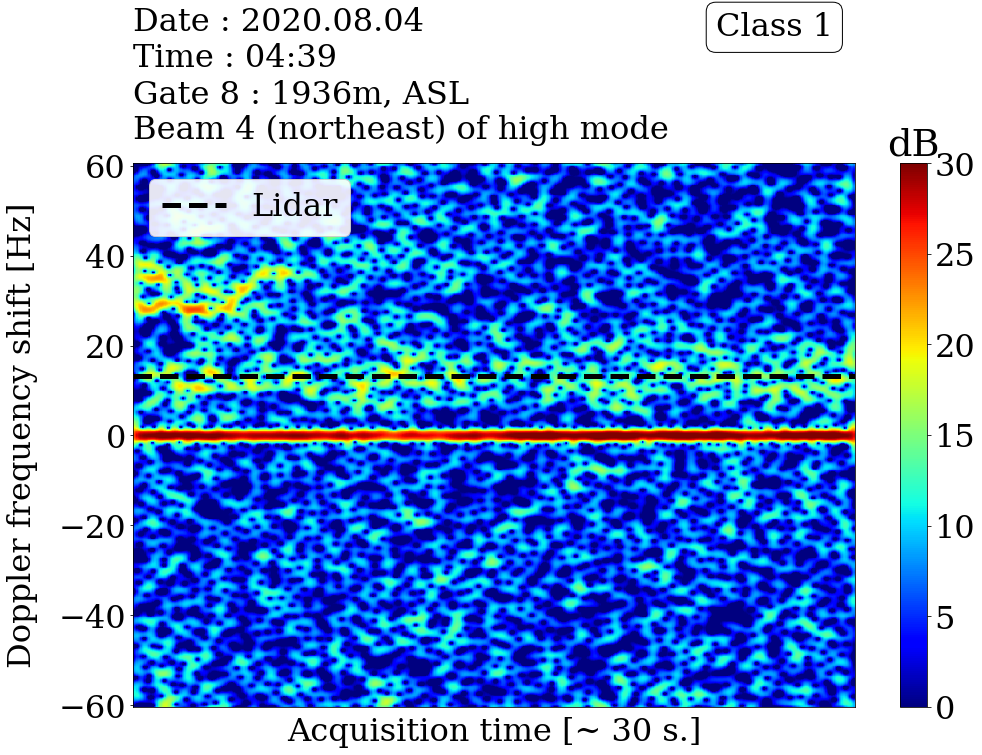 Date : 2020.08.04
Time : 04:39
Gate 8 : 1936m, ASL
Beam 4 (northeast) of high mode
Class 1
dB
Lidar
Doppler frequency shift [Hz]
60
40
20
0
−20
−40
−60
30
25
20
15
10
5
0
Acquisition time [~ 30 s.]